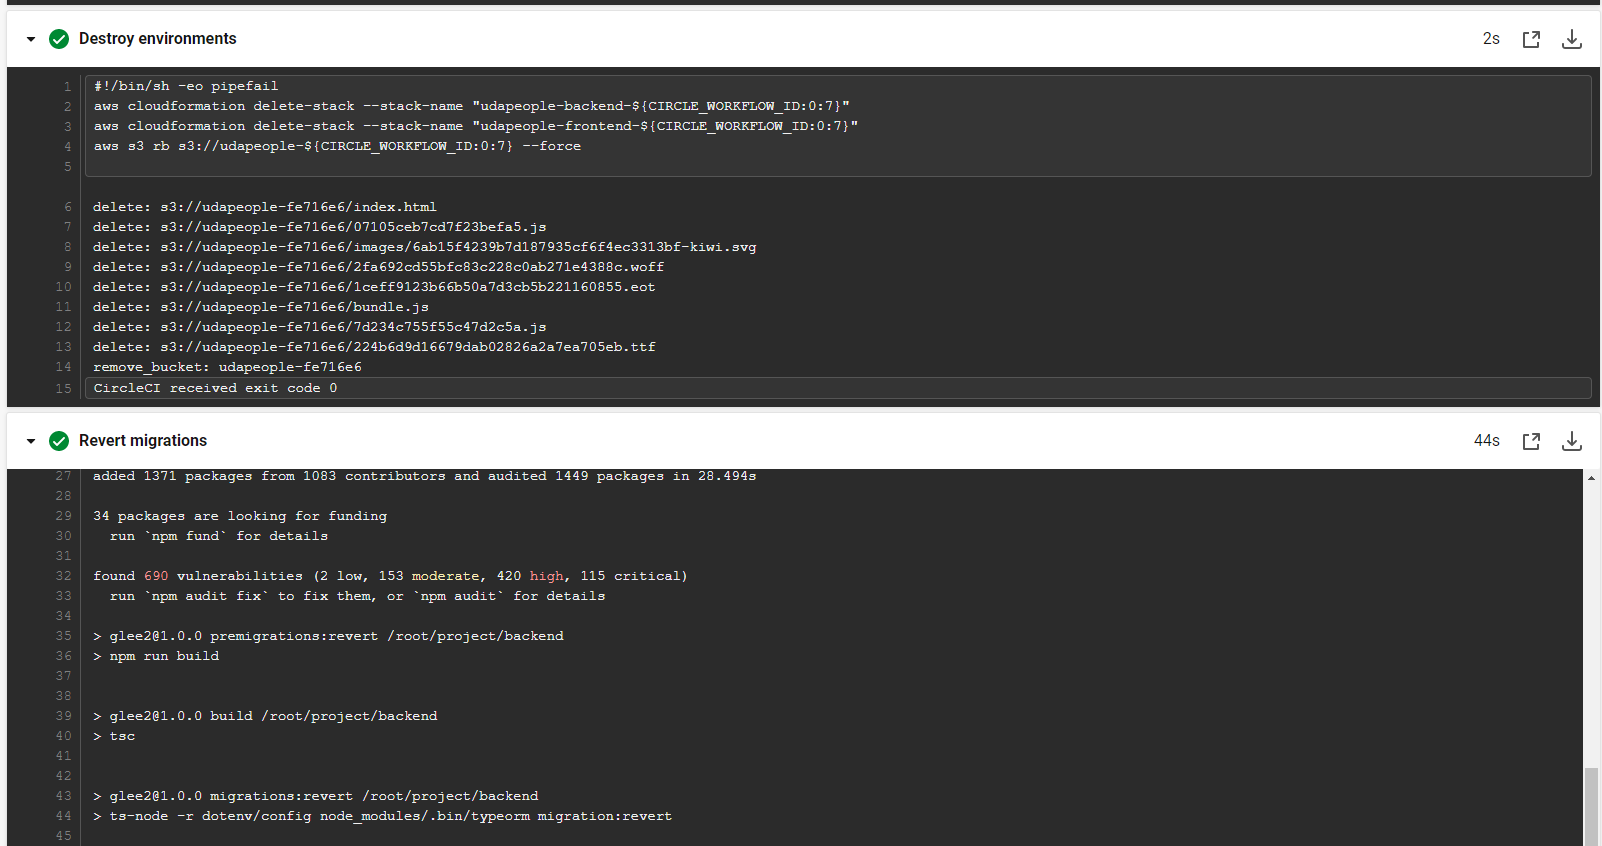 Destroy environments
2s
1 #!/bin/sh -eo pipefail
2 aws cloudformation delete-stack --stack-name "udapeople-backend-${CIRCLE_WORKFLOW_ID:0:7}"
3 aws cloudformation delete-stack --stack-name "udapeople-frontend-${CIRCLE_WORKFLOW_ID:0:7}"
4 aws s3 rb s3://udapeople-${CIRCLE_WORKFLOW_ID:0:7} --force
5
6 delete: s3://udapeople-fe716e6/index.html
7 delete: s3://udapeople-fe716e6/07105ceb7cd7f23befa5.js
8 delete: s3://udapeople-fe716e6/images/6ab15f4239b7d187935cf6f4ec3313bf-kiwi.svg
9 delete: s3://udapeople-fe716e6/2fa692cd55bfc83c228c0ab271e4388c.woff
10 delete: s3://udapeople-fe716e6/1ceff9123b66b50a7d3cb5b221160855.eot
11 delete: s3://udapeople-fe716e6/bundle.js
12 delete: s3://udapeople-fe716e6/7d234c755f55c47d2c5a.js
13 delete: s3://udapeople-fe716e6/224b6d9d16679dab02826a2a7ea705eb.ttf
14 remove_bucket: udapeople-fe716e6
15 CircleCI received exit code 0
Revert migrations
44s
27 added 1371 packages from 1083 contributors and audited 1449 packages in 28.494s
28
29 34 packages are looking for funding
30 run `npm fund` for details
31
32 found 690 vulnerabilities (2 low, 153 moderate, 420 high, 115 critical)
33 run `npm audit fix` to fix them, or `npm audit` for details
34
35 > glee2@1.0.0 premigrations:revert /root/project/backend
36 > npm run build
37
38
39 > glee2@1.0.0 build /root/project/backend
40 > tsc
41
42
43 > glee2@1.0.0 migrations:revert /root/project/backend
44 > ts-node -r dotenv/config node_modules/.bin/typeorm migration:revert
45